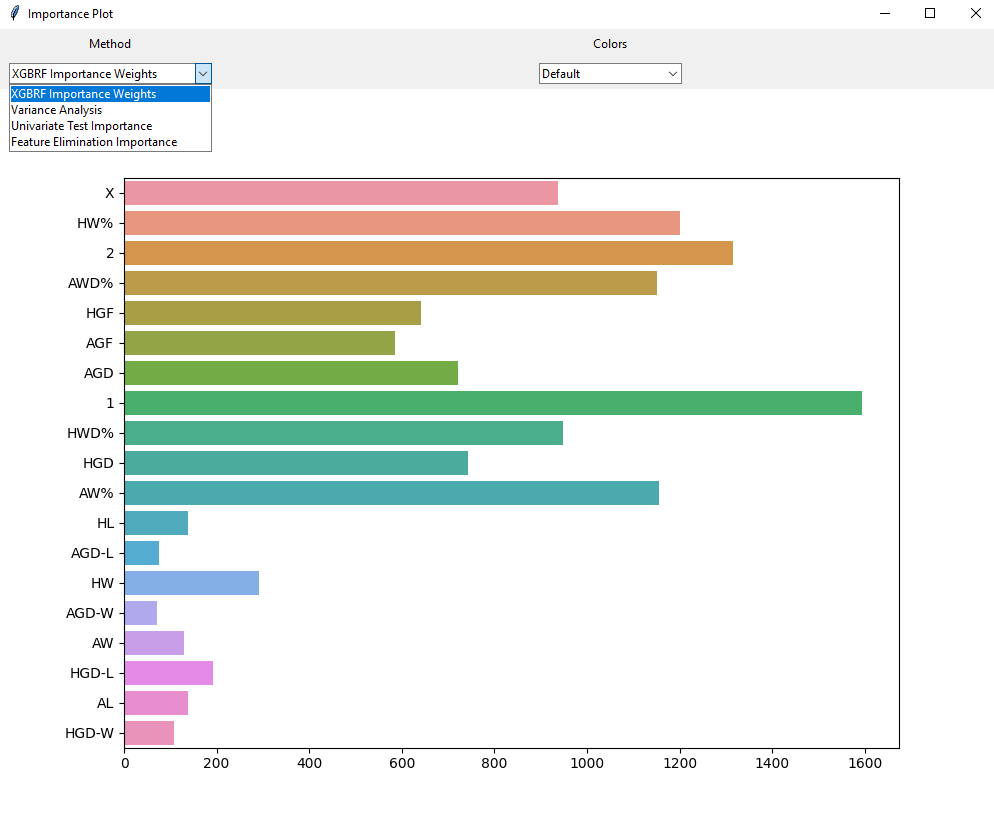 Importance Plot
Method
Colors
XGBRF Importance Weights
Default
XGBRF Importance Weights
Variance Analysis
Univariate Test Importance
Feature Elimination Importance
X
HW%
2
AWD%
HGF
AGF
AGD
1
HWD%
HGD
AW%
HL
AGD-L
HW
AGD-W
AW
HGD-L
AL
HGD-W
0 200 400 600 800 1000 1200 1400 1600